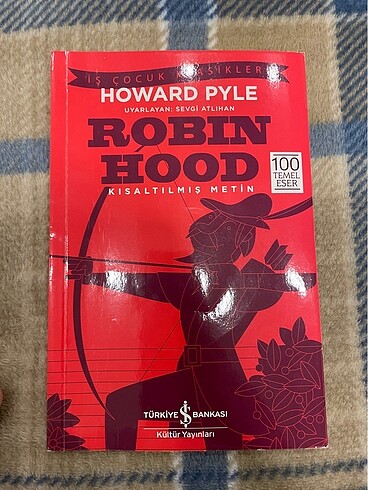 İŞ ÇOCUK KLASİKLERİ
HOWARD PYLE
UYARLAYAN: SEVGİ ATLIHAN
ROBIN
HOOD
KISALTILMIŞ METİN
100
TEMEL
ESER
TÜRKİYE İŞ BANKASI
Kültür Yayınları